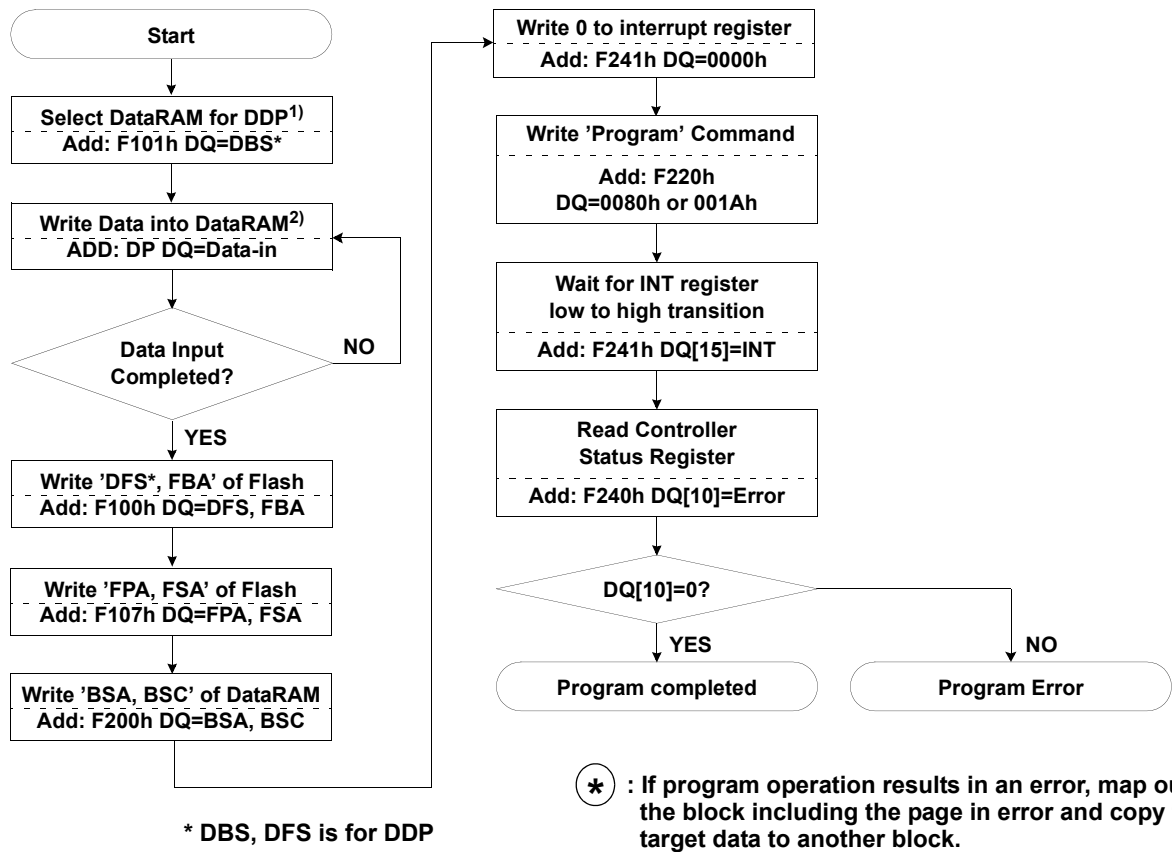 Start
Select DataRAM for DDP1)
Add: F101h DQ=DBS*
Write Data into DataRAM2)
ADD: DP DQ=Data-in
Data Input
Completed?
NO
YES
Write ’DFS*, FBA’ of Flash
Add: F100h DQ=DFS, FBA
Write ’FPA, FSA’ of Flash
Add: F107h DQ=FPA, FSA
Write ’BSA, BSC’ of DataRAM
Add: F200h DQ=BSA, BSC
Write 0 to interrupt register
Add: F241h DQ=0000h
Write ’Program’ Command
Add: F220h
DQ=0080h or 001Ah
Wait for INT register
low to high transition
Add: F241h DQ[15]=INT
Read Controller
Status Register
Add: F240h DQ[10]=Error
DQ[10]=0?
YES
NO
Program completed
Program Error
* : If program operation results in an error, map
the block including the page in error and copy
target data to another block.
* DBS, DFS is for DDP